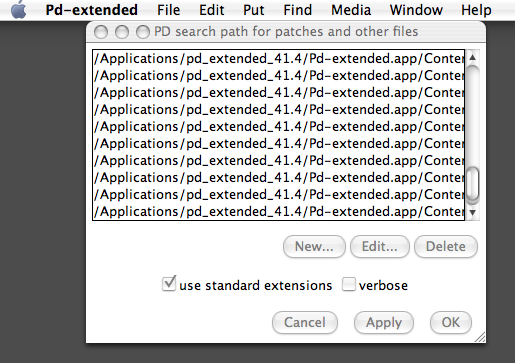 Pd-extended File Edit Put Find Media Window Help
PD search path for patches and other files
/Applications/pd_extended_41.4/Pd-extended.app/Conter
/Applications/pd_extended_41.4/Pd-extended.app/Conter
/Applications/pd_extended_41.4/Pd-extended.app/Conter
/Applications/pd_extended_41.4/Pd-extended.app/Conter
/Applications/pd_extended_41.4/Pd-extended.app/Conter
/Applications/pd_extended_41.4/Pd-extended.app/Conter
/Applications/pd_extended_41.4/Pd-extended.app/Conter
/Applications/pd_extended_41.4/Pd-extended.app/Conter
/Applications/pd_extended_41.4/Pd-extended.app/Conter
/Applications/pd_extended_41.4/Pd-extended.app/Conter
New... Edit... Delete
use standard extensions verbose
Cancel Apply OK